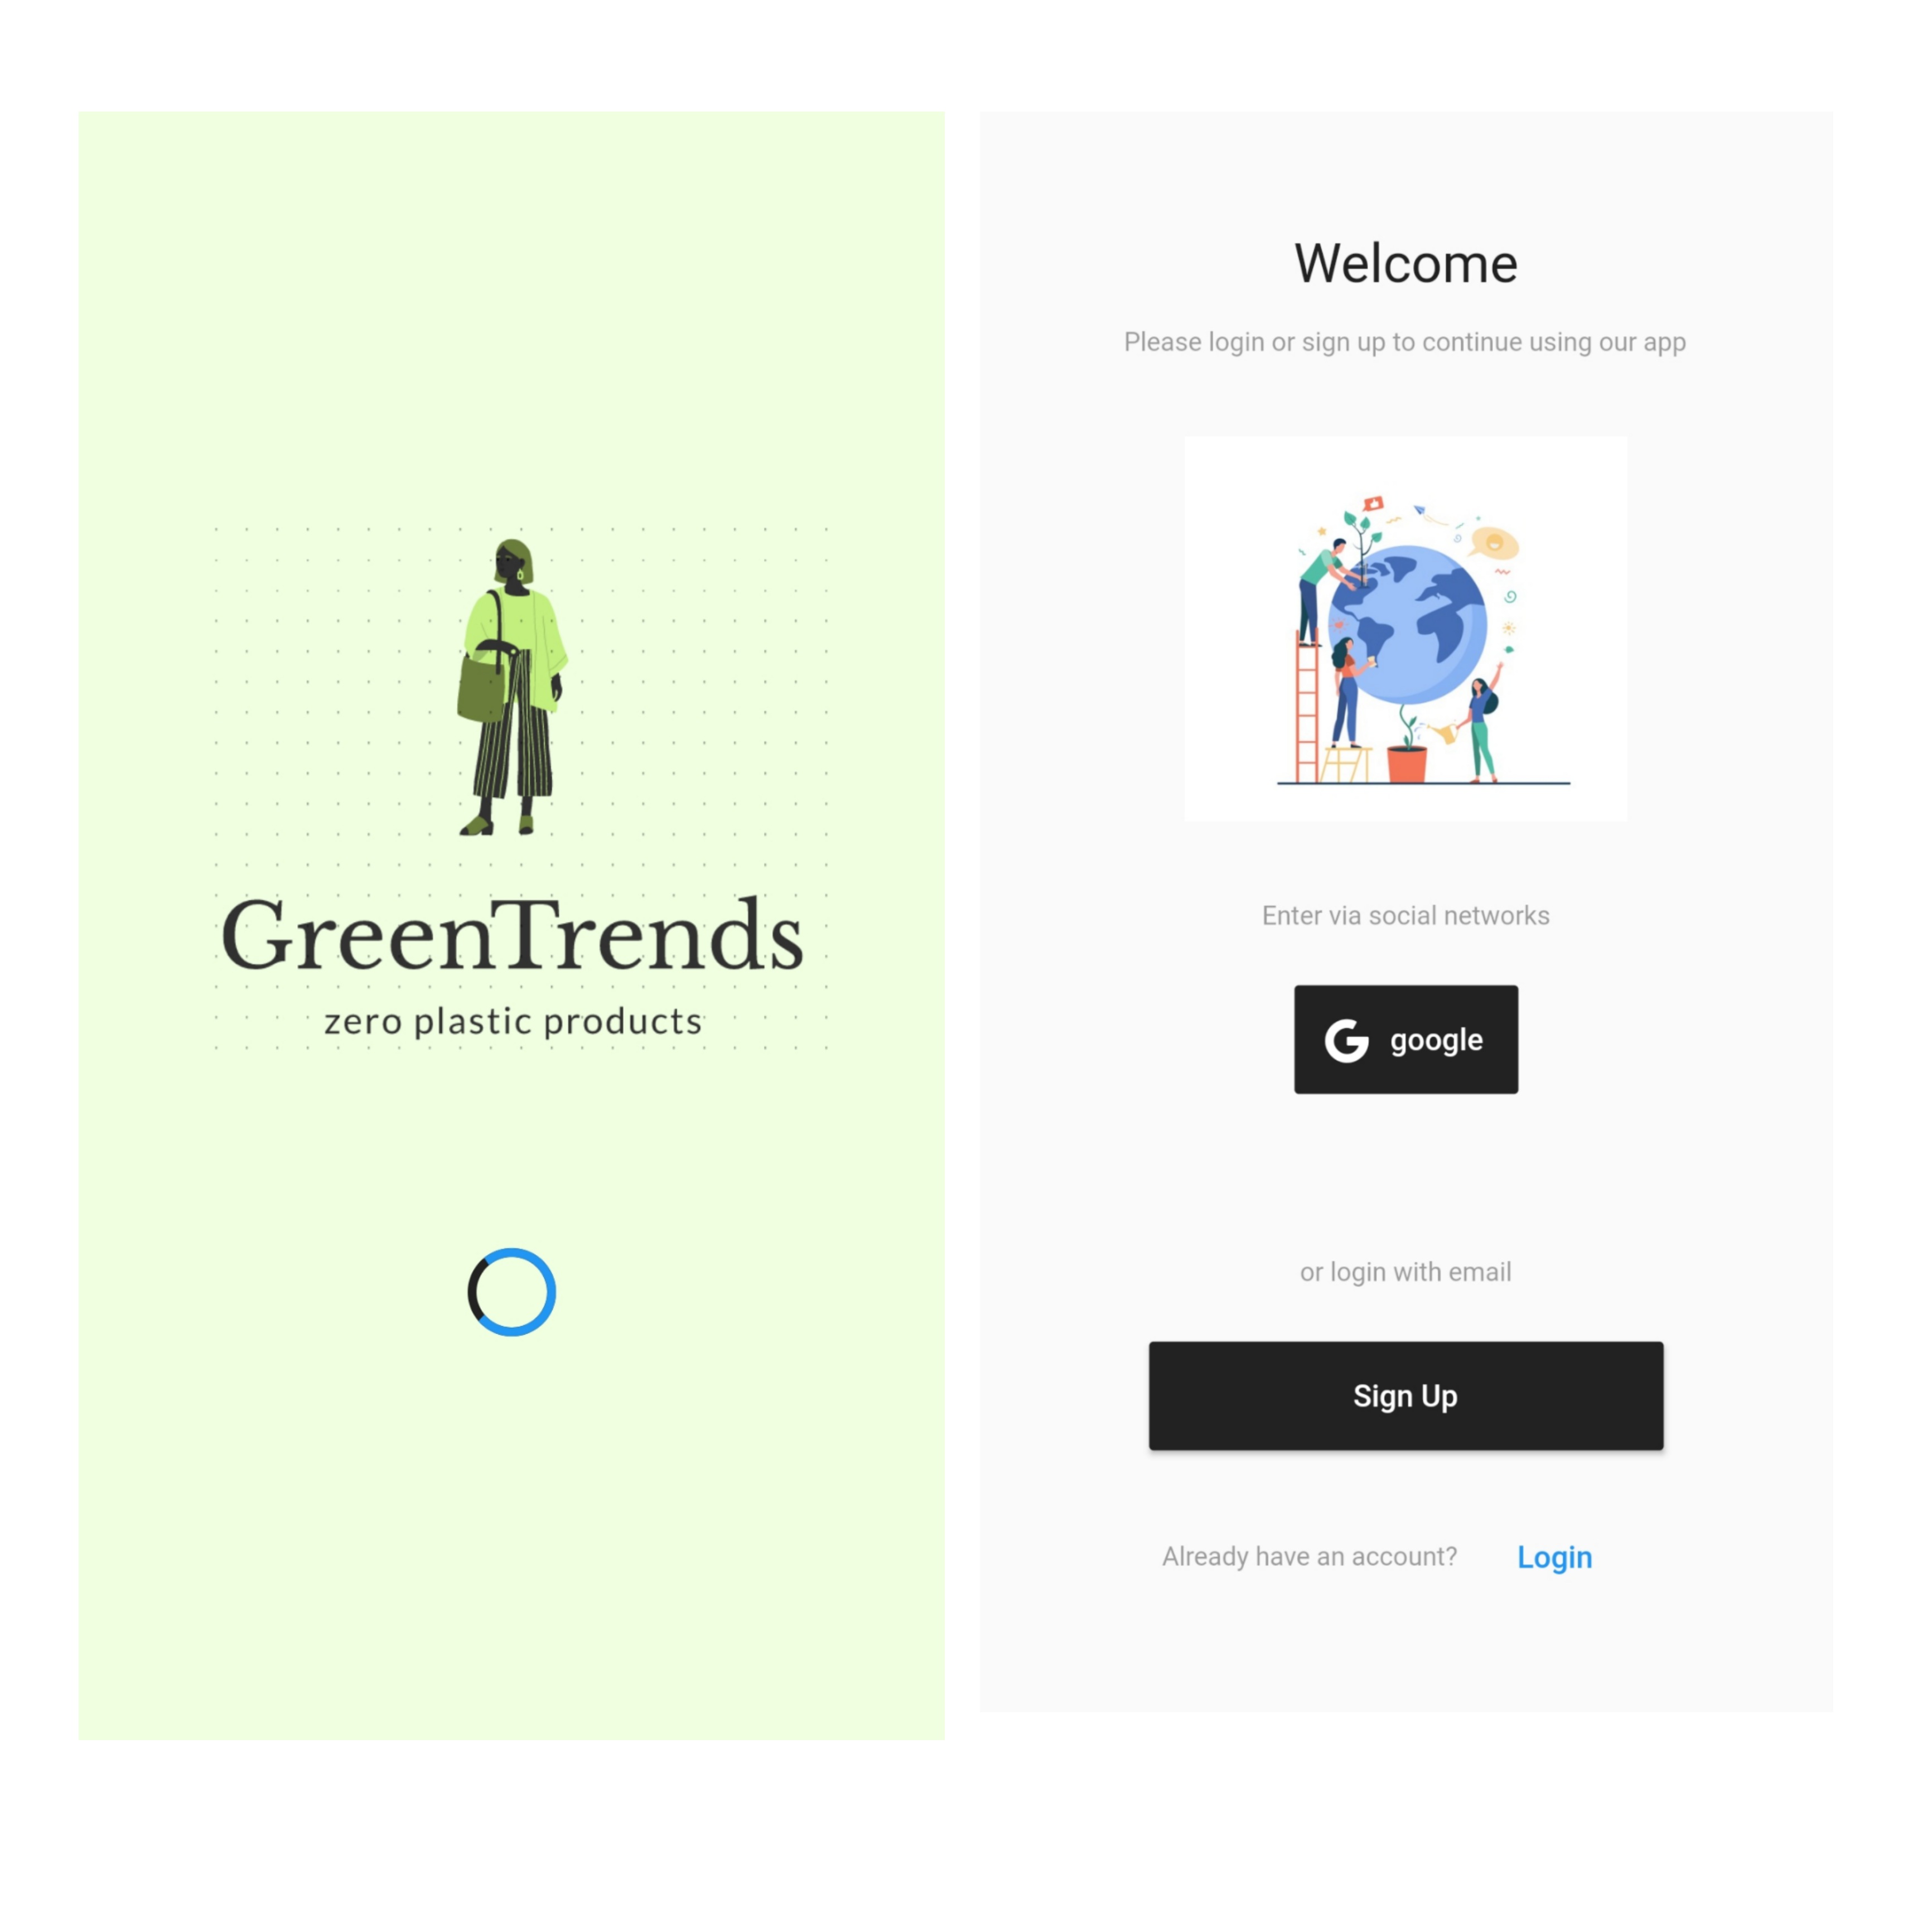 GreenTrends
zero plastic products
Welcome
Please login or sign up to continue using our app
Enter via social networks
G google
or login with email
Sign Up
Already have an account? Login